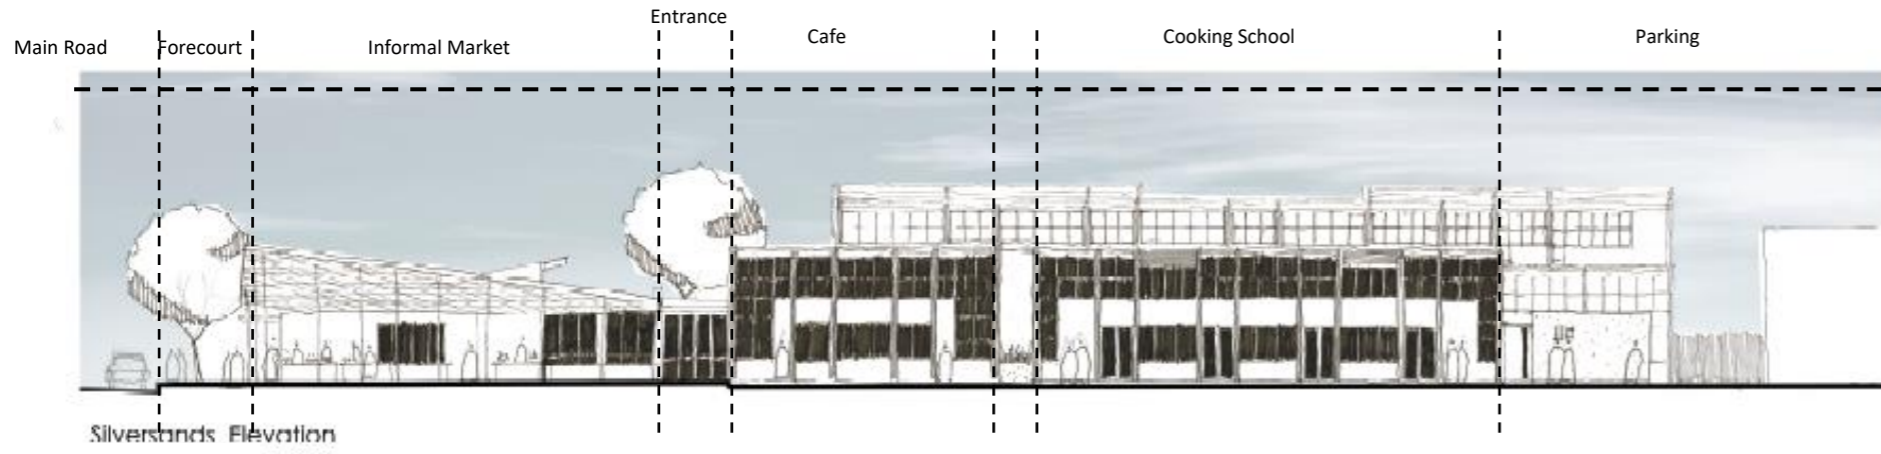 Entrance
Main Road
Forecourt
Informal Market
Cafe
Cooking School
Parking
Silversands Elevation